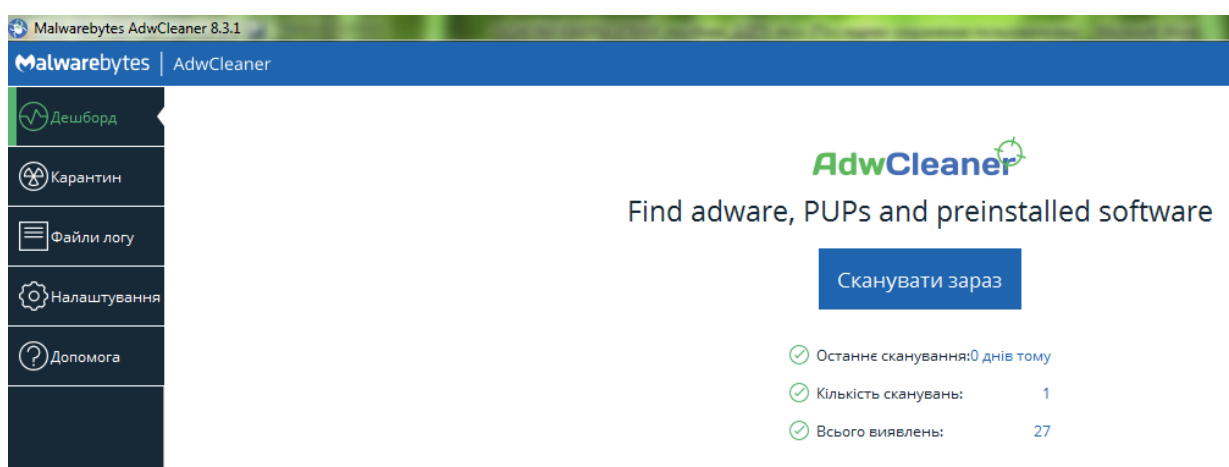 Malwarebytes AdwCleaner 8.3.1
Malwarebytes | AdwCleaner
Дешборд
Карантин
Файли логу
Налаштування
Допомога
AdwCleaner
Find adware, PUPs and preinstalled software
Сканувати зараз
Останнє сканування:0 днів тому
Кількість сканувань: 1
Всього виявлень: 27